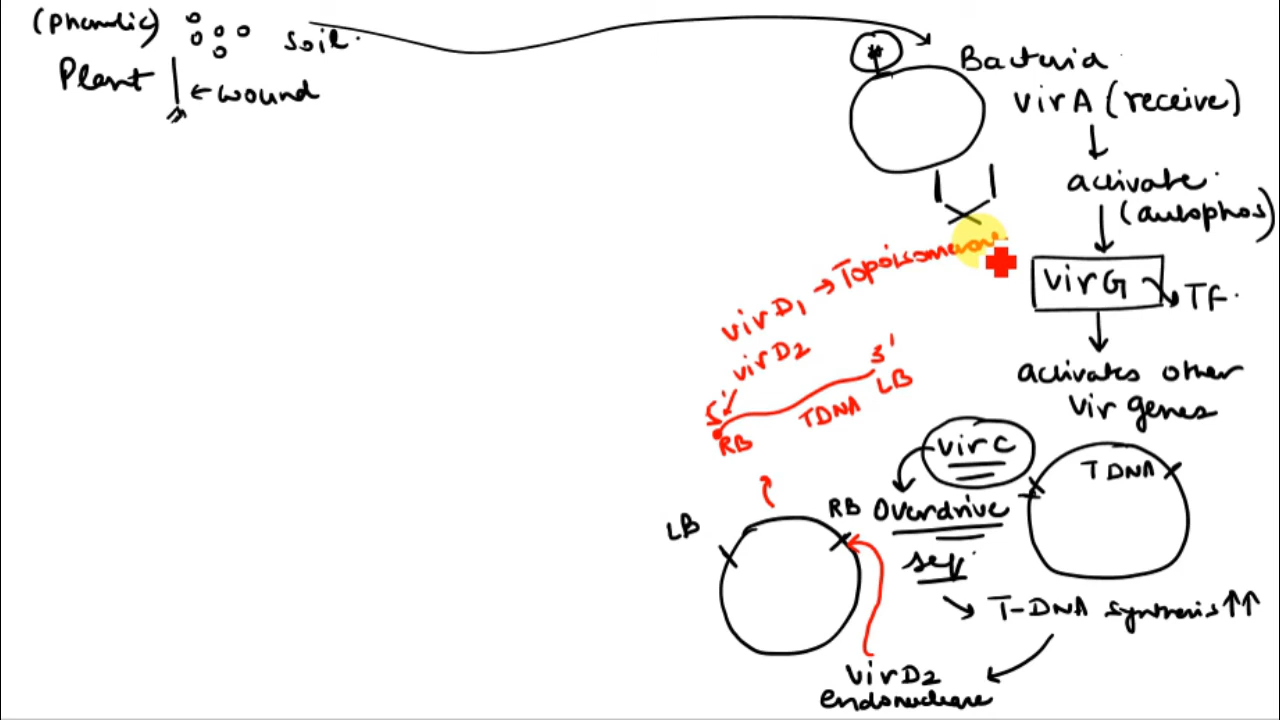 (Phenolic)
soil.
Plant
← wound
Bacteria
virA (receive)
activate
(autophos)
virG
TF.
activates other
vir genes
virD1 → Topoisomerase
virD2
5'
3'
RB
TDNA
LB
virC
TDNA
LB
RB
Overdrive
seq.
T-DNA synthesis ↑↑
virD2
endonuclease